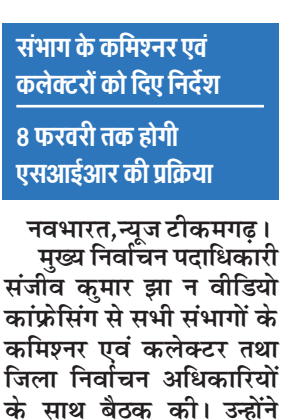 संभाग के कमिश्नर एवं
कलेक्टरों को दिए निर्देश
8 फरवरी तक होगी
एसआईआर की प्रक्रिया
नवभारत,न्यूज टीकमगढ़।
मुख्य निर्वाचन पदाधिकारी
संजीव कुमार झा न वीडियो
कांफ्रेसिंग से सभी संभागों के
कमिश्नर एवं कलेक्टर तथा
जिला निर्वाचन अधिकारियों
के साथ बैठक की। उन्होंने